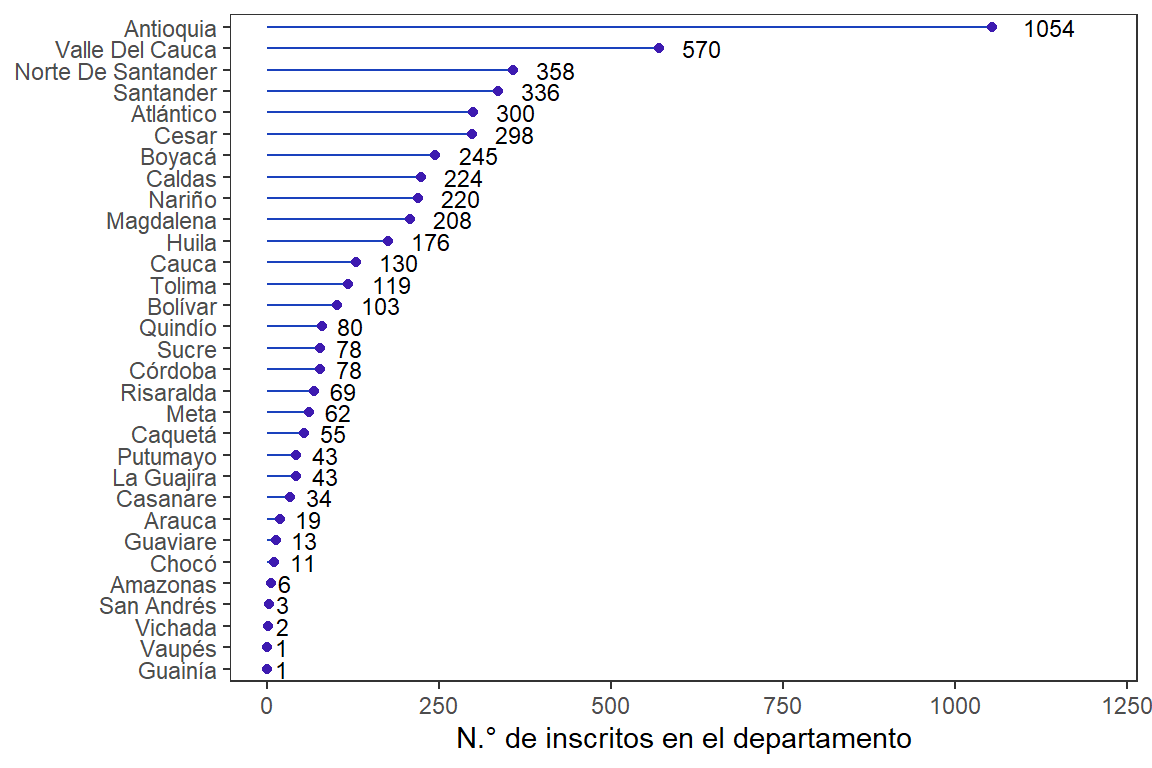 Antioquia 1054
Valle Del Cauca 570
Norte De Santander 358
Santander 336
Atlántico 300
Cesar 298
Boyacá 245
Caldas 224
Nariño 220
Magdalena 208
Huila 176
Cauca 130
Tolima 119
Bolívar 103
Quindío 80
Sucre 78
Córdoba 78
Risaralda 69
Meta 62
Caquetá 55
Putumayo 43
La Guajira 43
Casanare 34
Arauca 19
Guaviare 13
Chocó 11
Amazonas 6
San Andrés 3
Vichada 2
Vaupés 1
Guainía 1
0 250 500 750 1000 1250
N.° de inscritos en el departamento